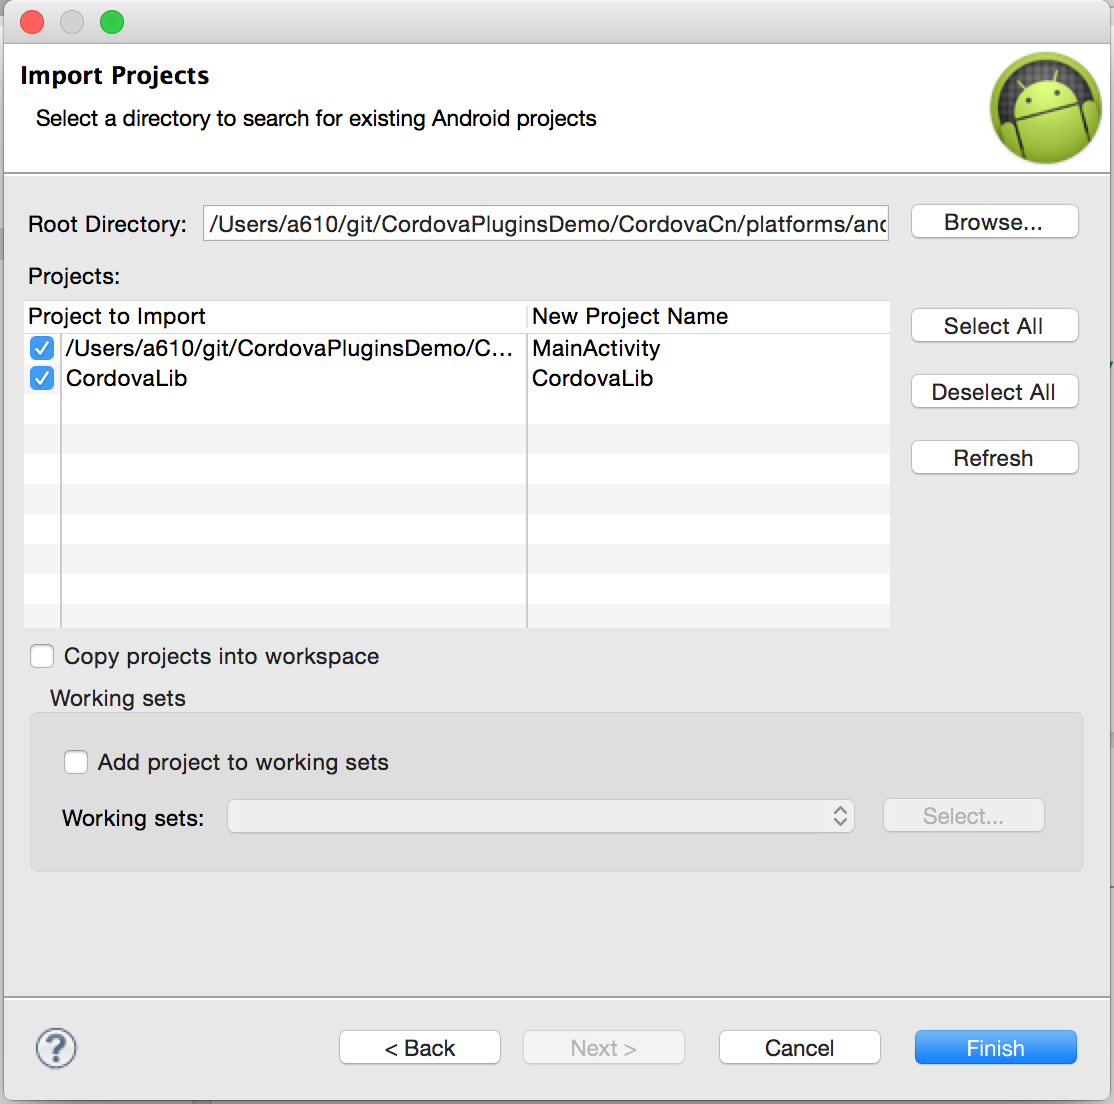 Import Projects
Select a directory to search for existing Android projects
Root Directory: /Users/a610/git/CordovaPluginsDemo/CordovaCn/platforms/and Browse...
Projects:
Project to Import New Project Name
/Users/a610/git/CordovaPluginsDemo/C... MainActivity
CordovaLib CordovaLib
Select All
Deselect All
Refresh
Copy projects into workspace
Working sets
Add project to working sets
Working sets: Select...
? < Back Next > Cancel Finish